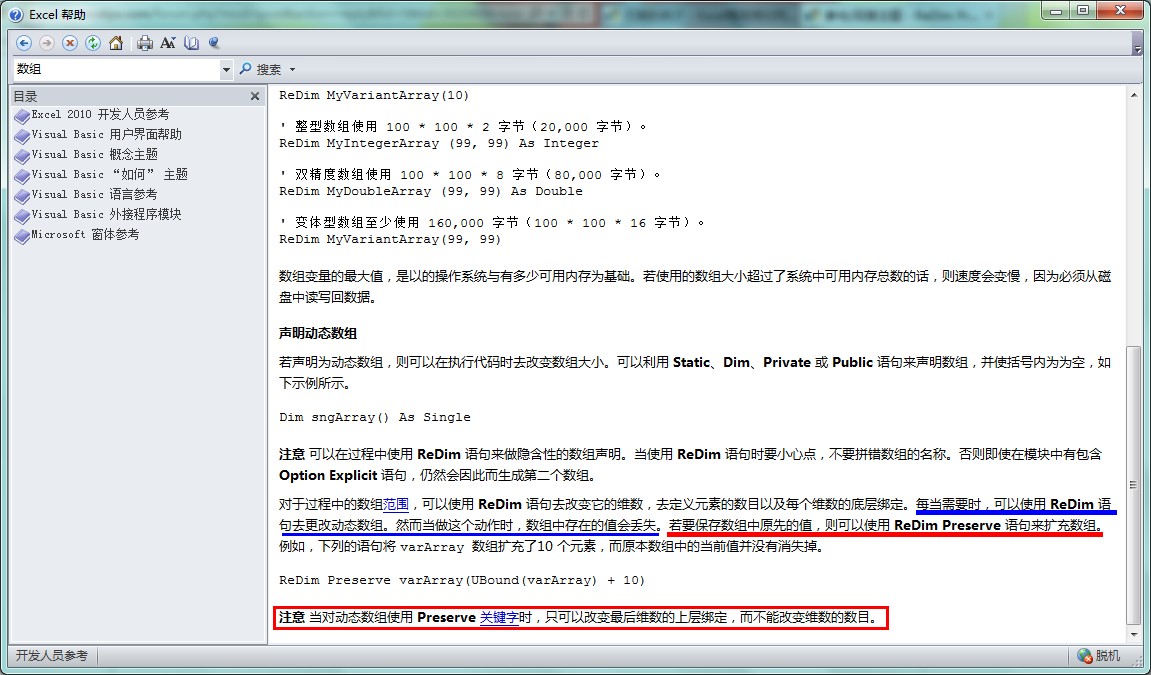 Excel 帮助
数组
搜索
目录
Excel 2010 开发人员参考
Visual Basic 用户界面帮助
Visual Basic 概念主题
Visual Basic “如何” 主题
Visual Basic 语言参考
Visual Basic 外接程序模块
Microsoft 窗体参考
ReDim MyVariantArray(10)
' 整型数组使用 100 * 100 * 2 字节（20,000 字节）。
ReDim MyIntegerArray (99, 99) As Integer
' 双精度数组使用 100 * 100 * 8 字节（80,000 字节）。
ReDim MyDoubleArray (99, 99) As Double
' 变体型数组至少使用 160,000 字节（100 * 100 * 16 字节）。
ReDim MyVariantArray(99, 99)
数组变量的最大值，是以的操作系统与有多少可用内存为基础。若使用的数组大小超过了系统中可用内存总数的话，则速度会变慢，因为必须从磁
盘中读写回数据。
声明动态数组
若声明为动态数组，则可以在执行代码时去改变数组大小。可以利用 Static、Dim、Private 或 Public 语句来声明数组，并使括号内为为空，如
下示例所示。
Dim sngArray() As Single
注意 可以在过程中使用 ReDim 语句来做隐含性的数组声明。当使用 ReDim 语句时要小心点，不要拼错数组的名称。否则即使在模块中有包含
Option Explicit 语句，仍然会因此而生成第二个数组。
对于过程中的数组范围，可以使用 ReDim 语句去改变它的维数，去定义元素的数目以及每个维数的底层绑定。每当需要时，可以使用 ReDim 语
句去更改动态数组。然而当做这个动作时，数组中存在的值会丢失。若要保存数组中原先的值，则可以使用 ReDim Preserve 语句来扩充数组。
例如，下列的语句将 varArray 数组扩充了10 个元素，而原本数组中的当前值并没有消失掉。
ReDim Preserve varArray(UBound(varArray) + 10)
注意 当对动态数组使用 Preserve 关键字时，只可以改变最后维数的上层绑定，而不能改变维数的数目。
开发人员参考
脱机